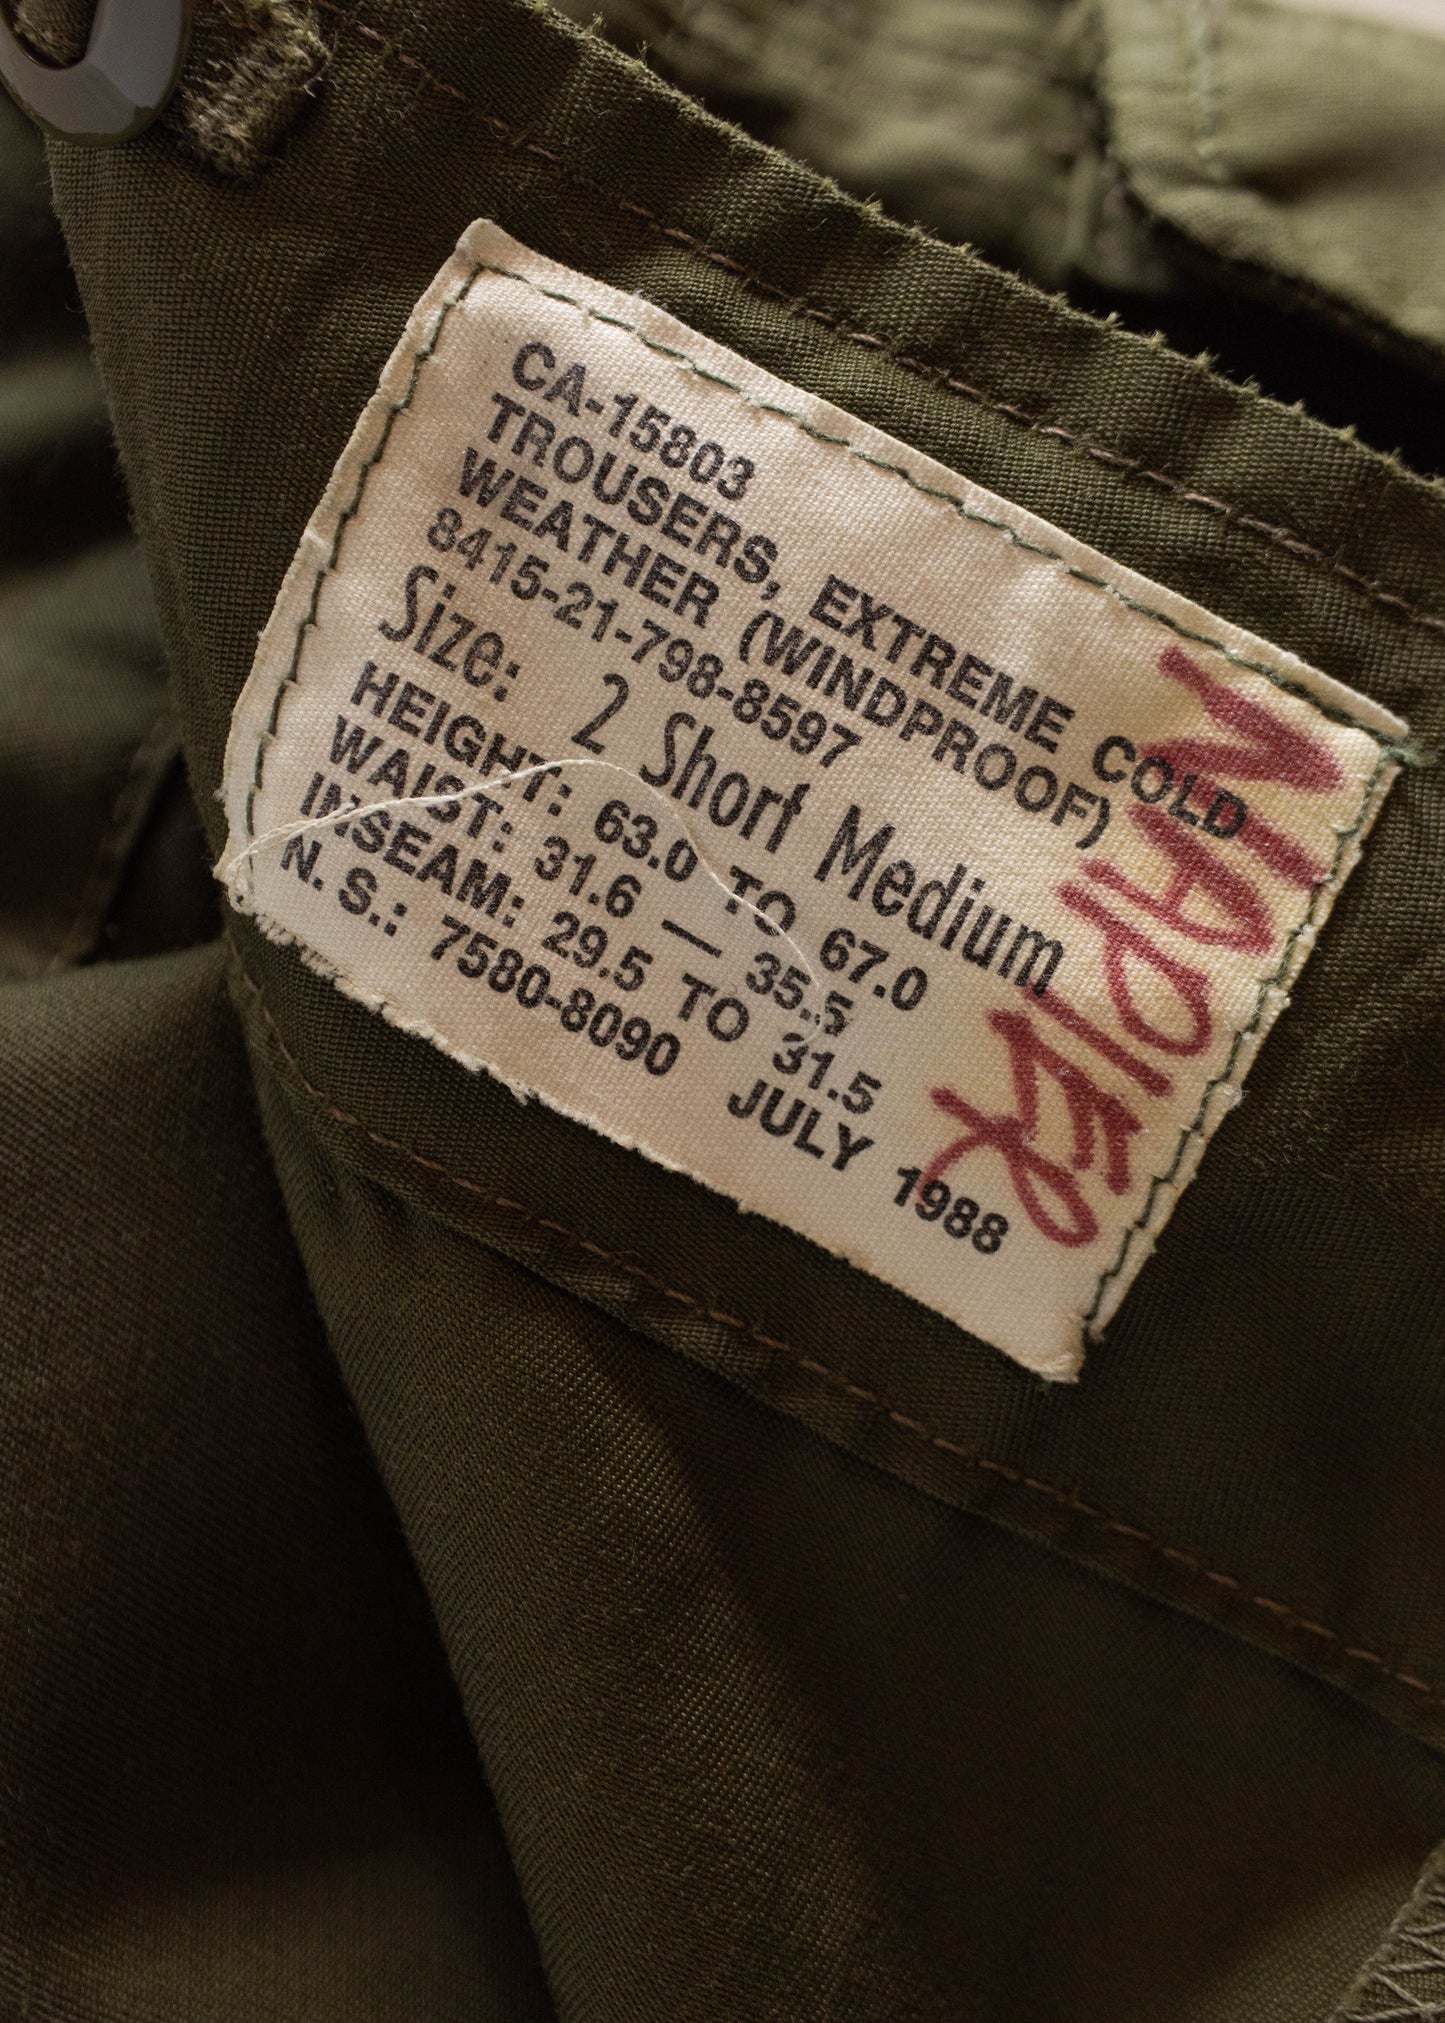 CA-15803
TROUSERS, EXTREME COLD
WEATHER (WINDPROOF)
8415-21-798-8597
Size: 2 Short Medium
HEIGHT: 63.0 TO 67.0
WAIST: 31.6 — 35.5
INSEAM: 29.5 TO 31.5
N. S.: 7580-8090 JULY 1988
NAPIER